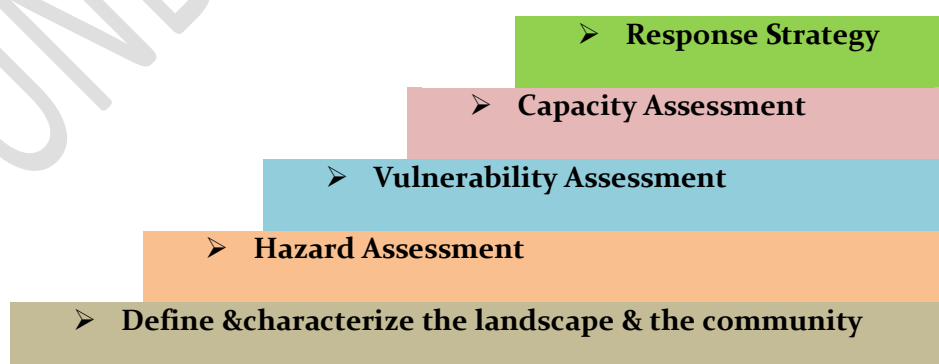 ➢ Response Strategy
➢ Capacity Assessment
➢ Vulnerability Assessment
➢ Hazard Assessment
➢ Define &characterize the landscape & the community